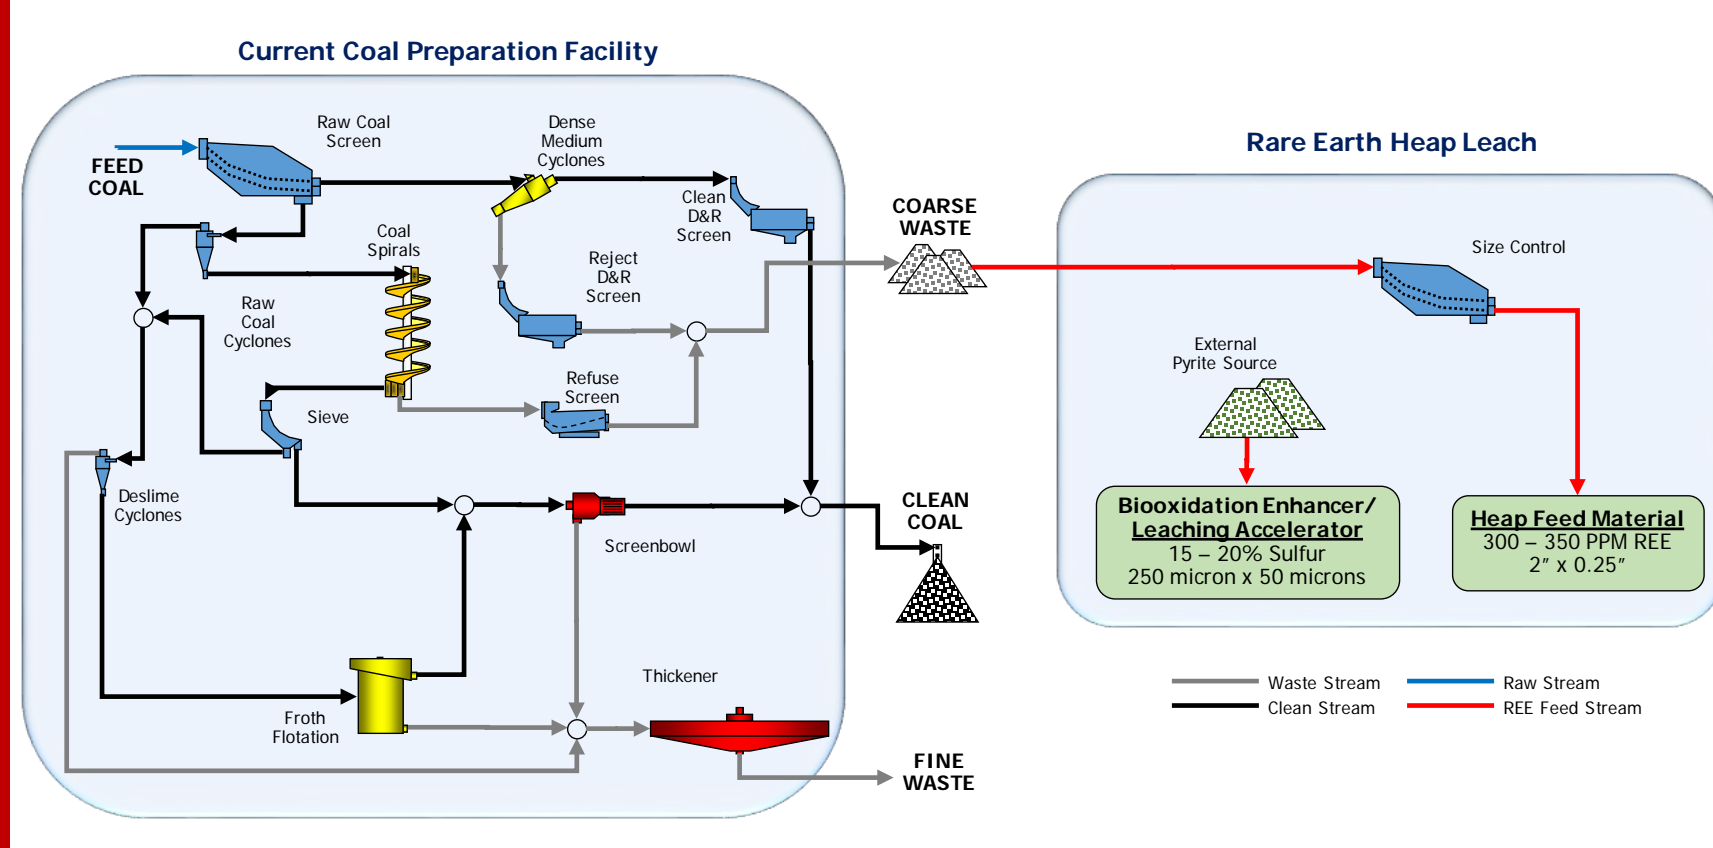 Current Coal Preparation Facility
Raw Coal
Screen
FEED
COAL
Dense
Medium
Cyclones
Clean
D&R
Screen
Coal
Spirals
Reject
D&R
Screen
Raw
Coal
Cyclones
Refuse
Screen
Sieve
Deslime
Cyclones
Screenbowl
Froth
Flotation
Thickener
COARSE
WASTE
CLEAN
COAL
FINE
WASTE
Rare Earth Heap Leach
Size Control
External
Pyrite Source
Biooxidation Enhancer/
Leaching Accelerator
15 – 20% Sulfur
250 micron x 50 microns
Heap Feed Material
300 – 350 PPM REE
2” x 0.25”
Waste Stream
Raw Stream
Clean Stream
REE Feed Stream